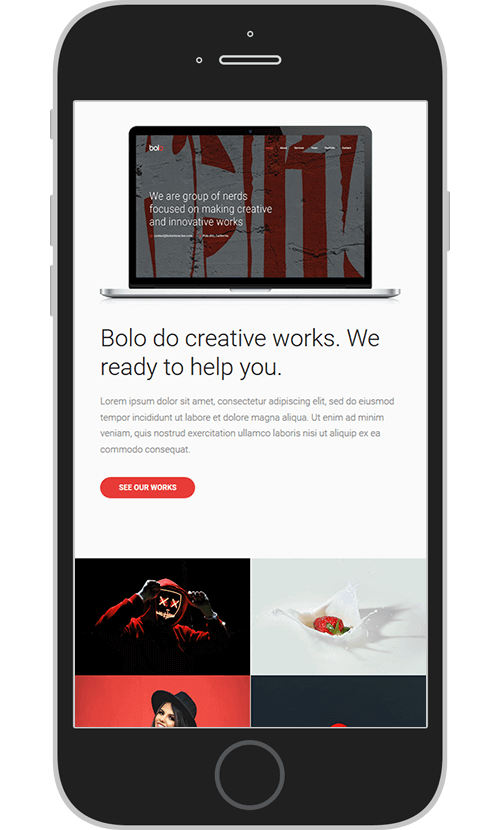 bolo
Home About Services Team Portfolio Contact
We are group of nerds
focused on making creative
and innovative works
Bolo do creative works. We
ready to help you.
Lorem ipsum dolor sit amet, consectetur adipiscing elit, sed do eiusmod
tempor incididunt ut labore et dolore magna aliqua. Ut enim ad minim
veniam, quis nostrud exercitation ullamco laboris nisi ut aliquip ex ea
commodo consequat.
SEE OUR WORKS